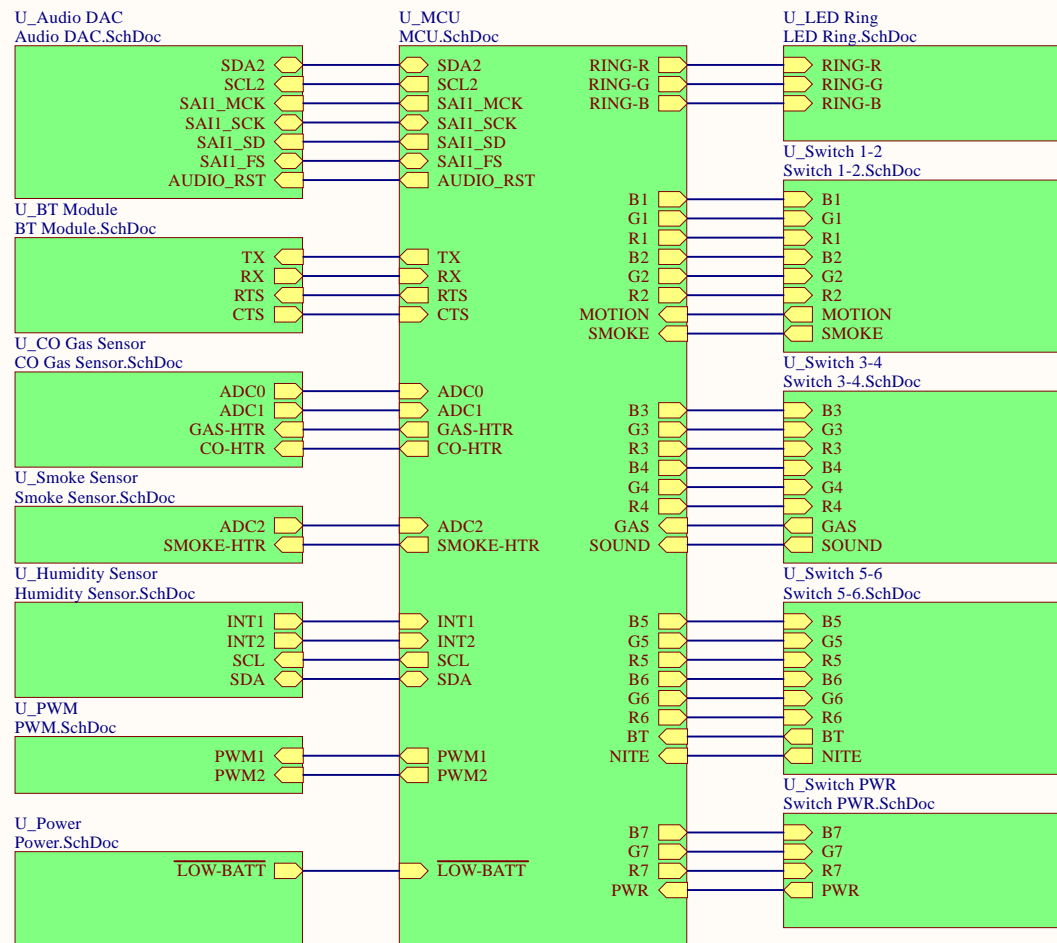 U_Audio DAC
Audio DAC.SchDoc
SDA2
SCL2
SAI1_MCK
SAI1_SCK
SAI1_SD
SAI1_FS
AUDIO_RST
U_BT Module
BT Module.SchDoc
TX
RX
RTS
CTS
U_CO Gas Sensor
CO Gas Sensor.SchDoc
ADC0
ADC1
GAS-HTR
CO-HTR
U_Smoke Sensor
Smoke Sensor.SchDoc
ADC2
SMOKE-HTR
U_Humidity Sensor
Humidity Sensor.SchDoc
INT1
INT2
SCL
SDA
U_PWM
PWM.SchDoc
PWM1
PWM2
U_Power
Power.SchDoc
LOW-BATT
U_MCU
MCU.SchDoc
SDA2
SCL2
SAI1_MCK
SAI1_SCK
SAI1_SD
SAI1_FS
AUDIO_RST
TX
RX
RTS
CTS
ADC0
ADC1
GAS-HTR
CO-HTR
ADC2
SMOKE-HTR
INT1
INT2
SCL
SDA
PWM1
PWM2
LOW-BATT
RING-R
RING-G
RING-B
B1
G1
R1
B2
G2
R2
MOTION
SMOKE
B3
G3
R3
B4
G4
R4
GAS
SOUND
B5
G5
R5
B6
G6
R6
BT
NITE
B7
G7
R7
PWR
U_LED Ring
LED Ring.SchDoc
RING-R
RING-G
RING-B
U_Switch 1-2
Switch 1-2.SchDoc
B1
G1
R1
B2
G2
R2
MOTION
SMOKE
U_Switch 3-4
Switch 3-4.SchDoc
B3
G3
R3
B4
G4
R4
GAS
SOUND
U_Switch 5-6
Switch 5-6.SchDoc
B5
G5
R5
B6
G6
R6
BT
NITE
U_Switch PWR
Switch PWR.SchDoc
B7
G7
R7
PWR